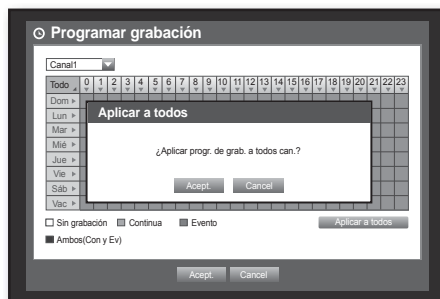 Programar grabación
Canal1
Todo 0 1 2 3 4 5 6 7 8 9 10 11 12 13 14 15 16 17 18 19 20 21 22 23
Dom
Lun
Mar
Mié
Jue
Vie
Sáb
Vac
Aplicar a todos
¿Aplicar progr. de grab. a todos can.?
Acept. Cancel
Sin grabación Continua Evento Aplicar a todos
Ambos(Con y Ev)
Acept. Cancel